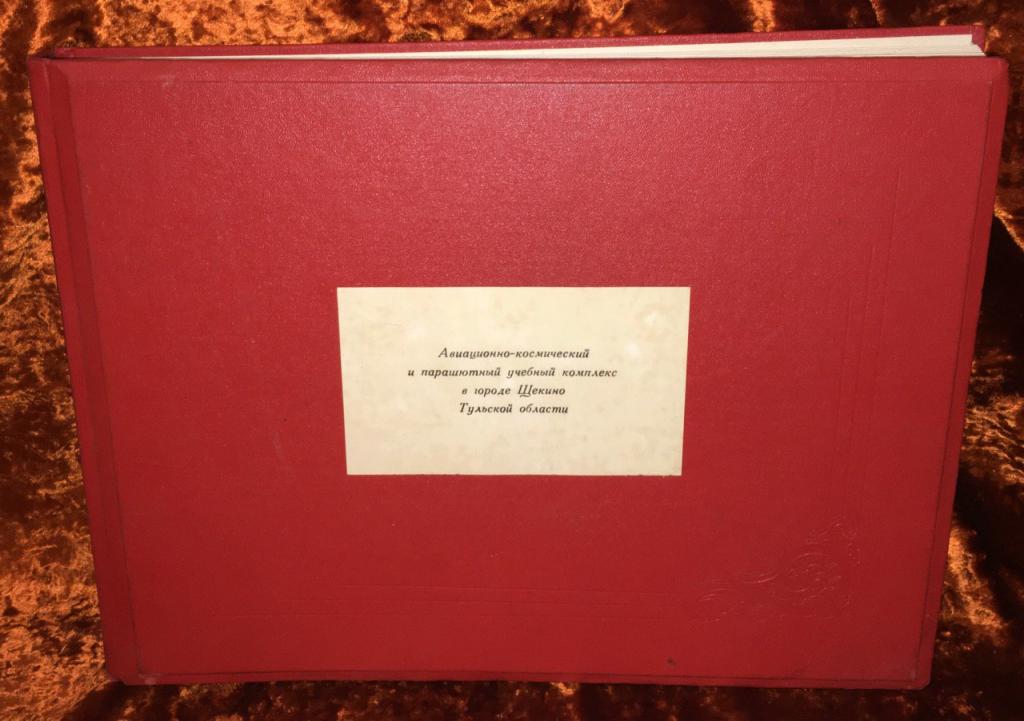 Авиационно-космический
и парашютный учебный комплекс
в городе Щекино
Тульской области